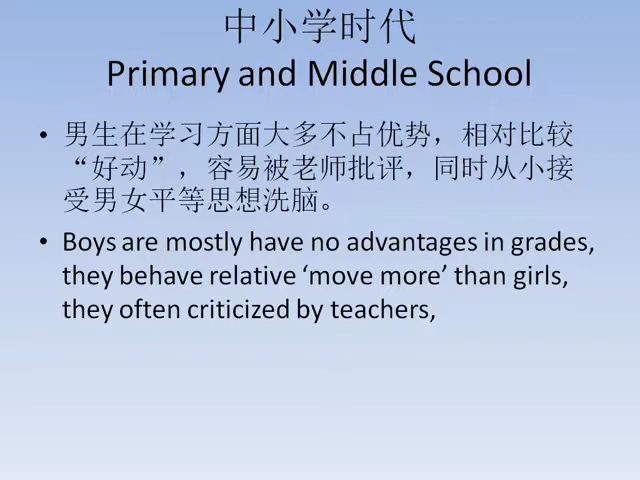 中小学时代
Primary and Middle School
• 男生在学习方面大多不占优势，相对比较
“好动”，容易被老师批评，同时从小接
受男女平等思想洗脑。
• Boys are mostly have no advantages in grades,
they behave relative ‘move more’ than girls,
they often criticized by teachers,